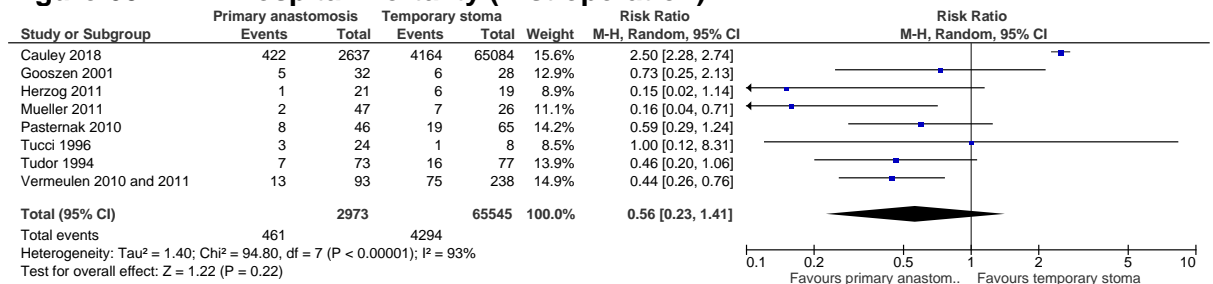 Primary anastomosis Temporary stoma Risk Ratio Risk Ratio
Study or Subgroup Events Total Events Total Weight M-H, Random, 95% CI M-H, Random, 95% CI
Cauley 2018 422 2637 4164 65084 15.6% 2.50 [2.28, 2.74]
Gooszen 2001 5 32 6 28 12.9% 0.73 [0.25, 2.13]
Herzog 2011 1 21 6 19 8.9% 0.15 [0.02, 1.14]
Mueller 2011 2 47 7 26 11.1% 0.16 [0.04, 0.71]
Pasternak 2010 8 46 19 65 14.2% 0.59 [0.29, 1.24]
Tucci 1996 3 24 1 8 8.5% 1.00 [0.12, 8.31]
Tudor 1994 7 73 16 77 13.9% 0.46 [0.20, 1.06]
Vermeulen 2010 and 2011 13 93 75 238 14.9% 0.44 [0.26, 0.76]
Total (95% CI) 2973 65545 100.0% 0.56 [0.23, 1.41]
Total events 461 4294
Heterogeneity: Tau² = 1.40; Chi² = 94.80, df = 7 (P < 0.00001); I² = 93%
Test for overall effect: Z = 1.22 (P = 0.22)
0.1 0.2 0.5 1 2 5 10
Favours primary anastom.. Favours temporary stoma